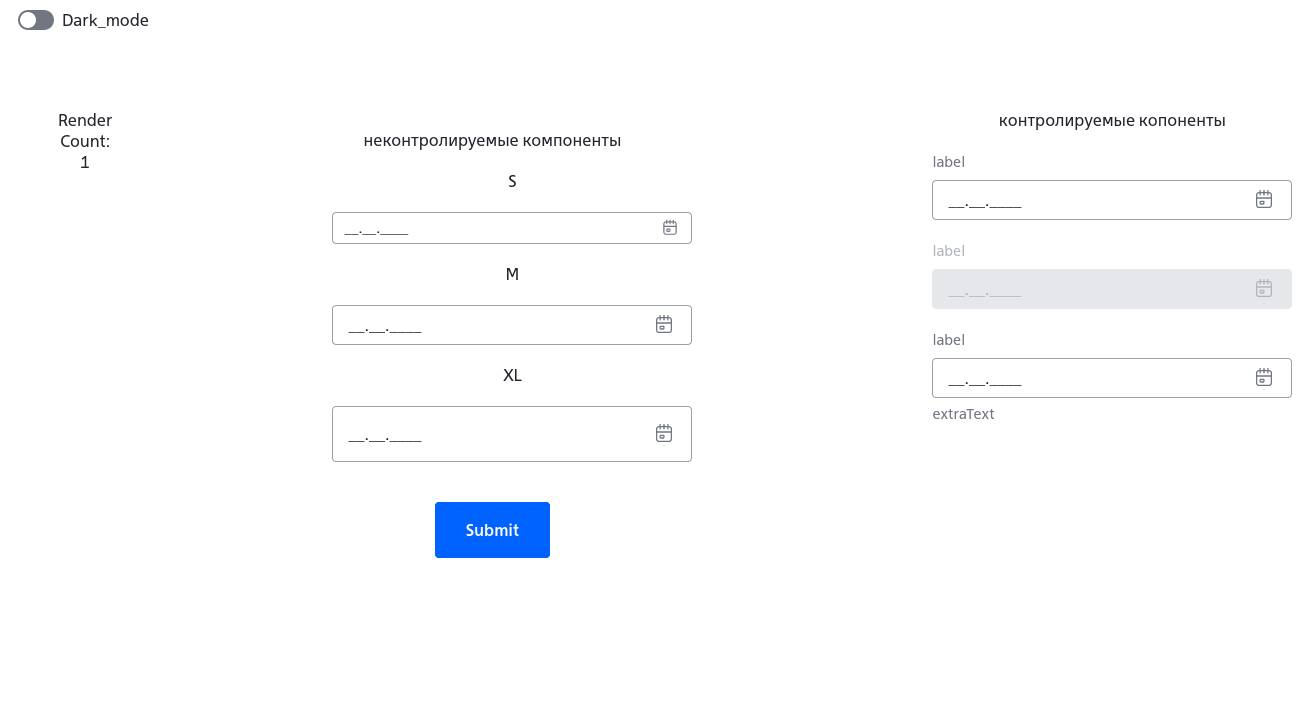 Dark_mode
Render
Count:
1
неконтролируемые компоненты
S
__.__.____
M
__.__.____
XL
__.__.____
Submit
контролируемые копоненты
label
__.__.____
label
__.__.____
label
__.__.____
extraText